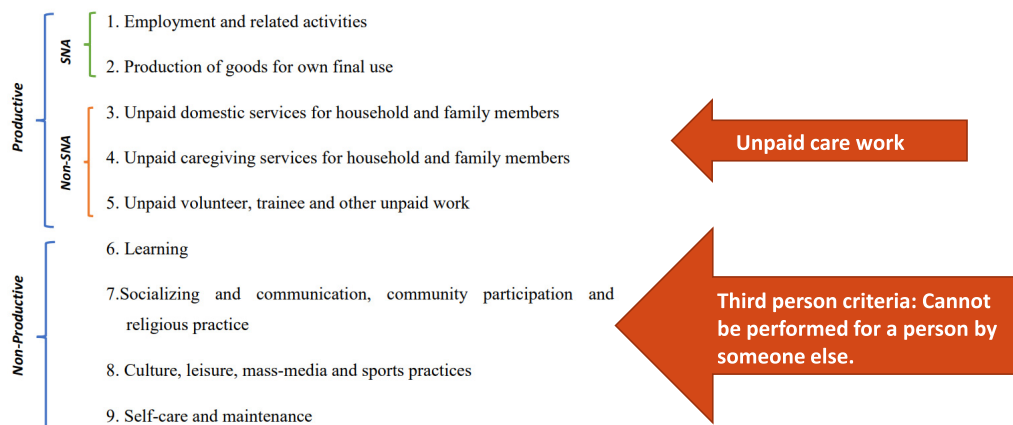 1. Employment and related activities
SNA
2. Production of goods for own final use
Productive
3. Unpaid domestic services for household and family members
Non-SNA
4. Unpaid caregiving services for household and family members
5. Unpaid volunteer, trainee and other unpaid work
Unpaid care work
6. Learning
Non-Productive
7.Socializing and communication, community participation and
religious practice
8. Culture, leisure, mass-media and sports practices
9. Self-care and maintenance
Third person criteria: Cannot
be performed for a person by
someone else.